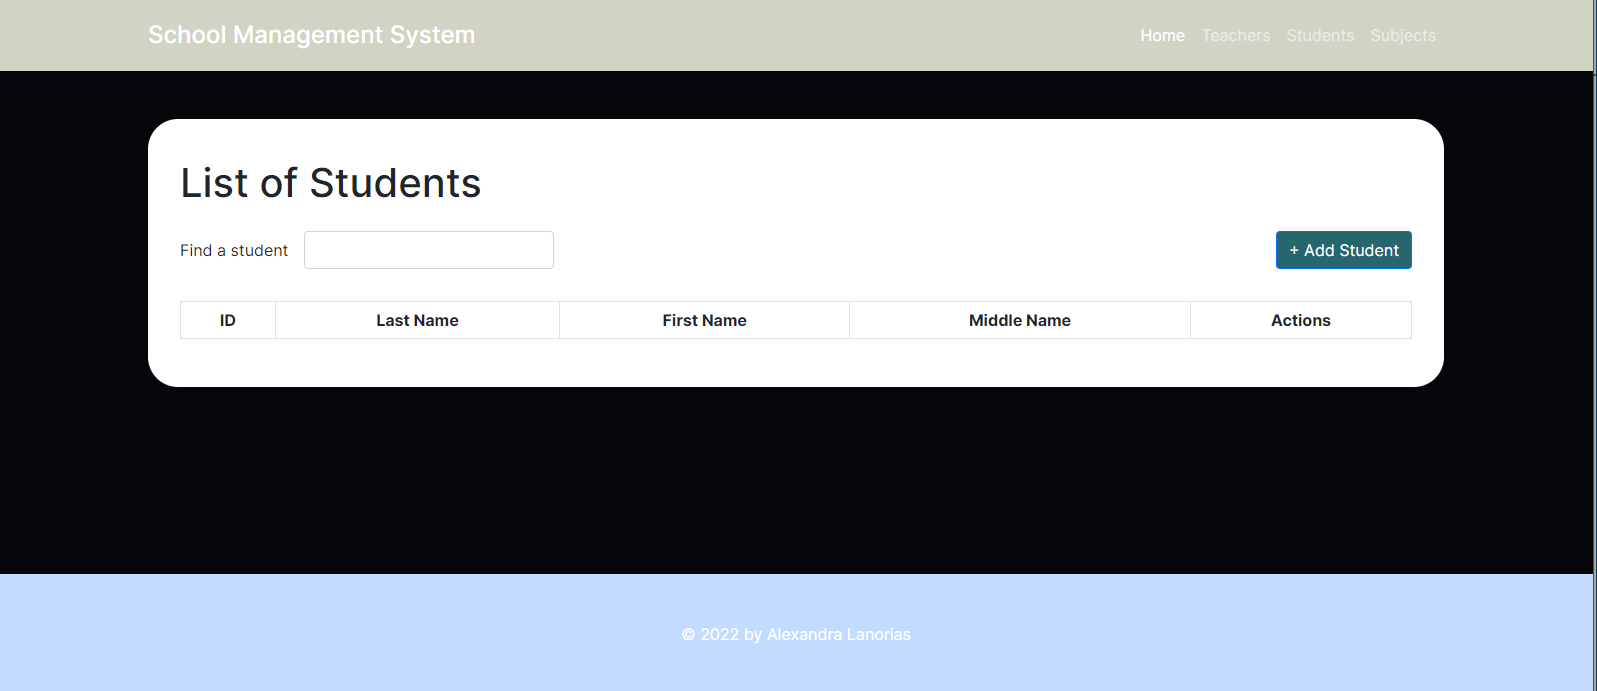 School Management System
Home Teachers Students Subjects
List of Students
Find a student
+ Add Student
ID Last Name First Name Middle Name Actions
© 2022 by Alexandra Lanorias